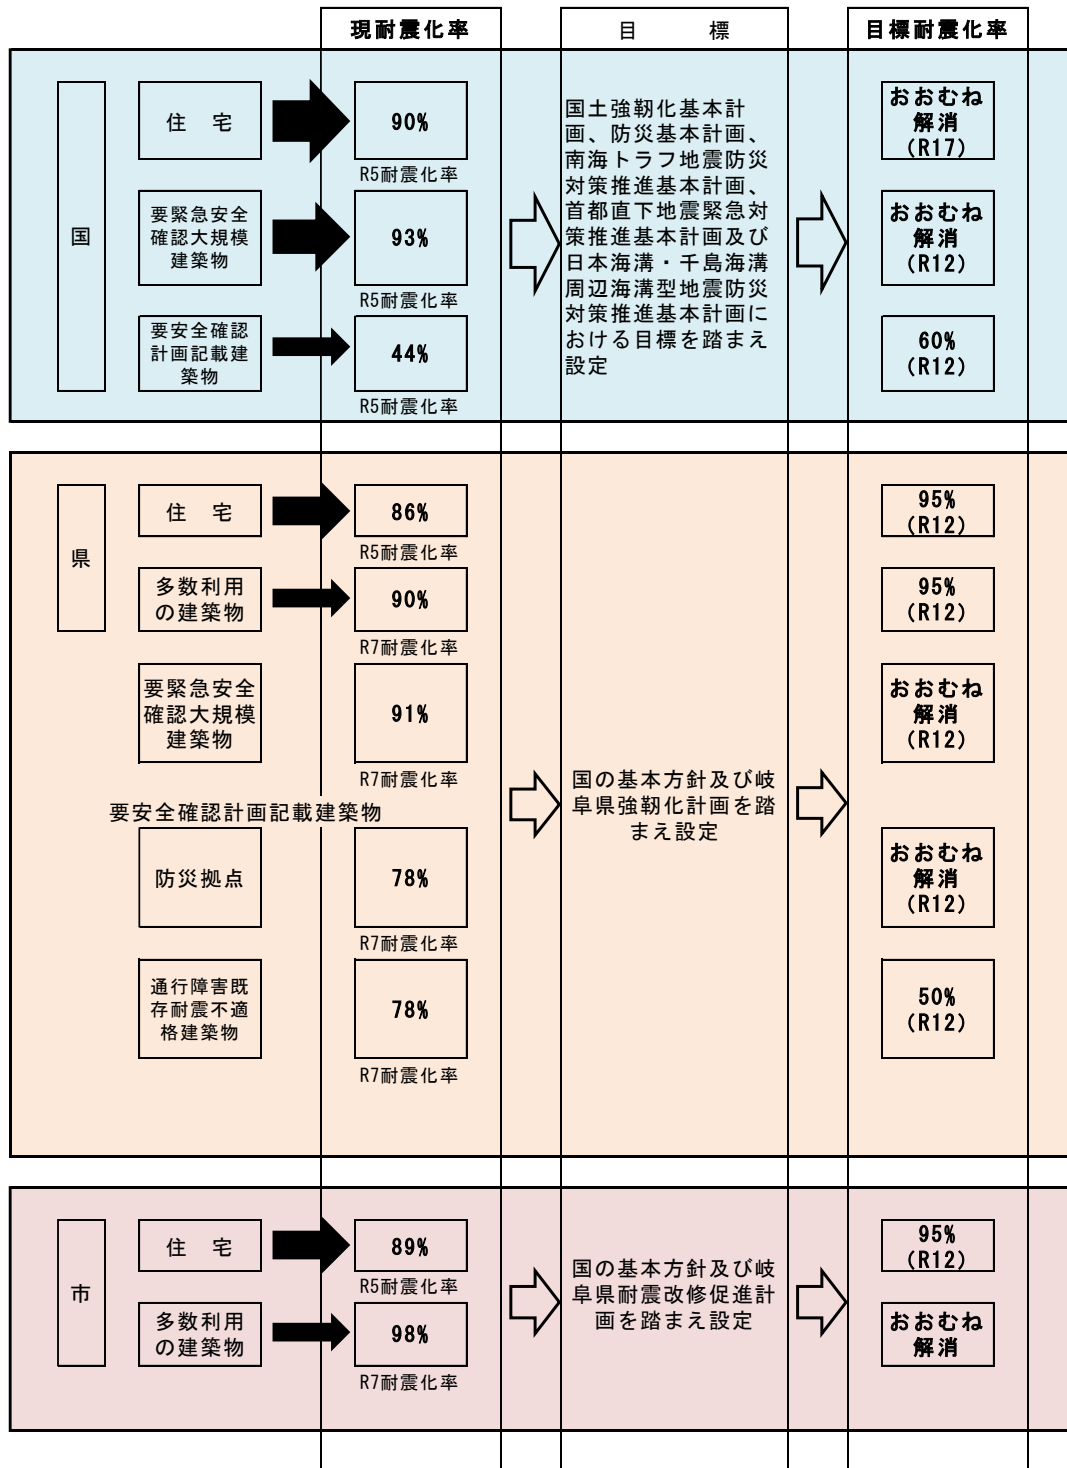 現耐震化率
目　標
目標耐震化率
国
住　宅
90%
R5耐震化率
要緊急安全
確認大規模
建築物
93%
R5耐震化率
要安全確認
計画記載建
築物
44%
R5耐震化率
国土強靭化基本計
画、防災基本計画、
南海トラフ地震防災
対策推進基本計画、
首都直下地震緊急対
策推進基本計画及び
日本海溝・千島海溝
周辺海溝型地震防災
対策推進基本計画に
おける目標を踏まえ
設定
おおむね
解消
(R17)
おおむね
解消
(R12)
60%
(R12)
県
住　宅
86%
R5耐震化率
多数利用
の建築物
90%
R7耐震化率
要緊急安全
確認大規模
建築物
91%
R7耐震化率
要安全確認計画記載建築物
防災拠点
78%
R7耐震化率
通行障害既
存耐震不適
格建築物
78%
R7耐震化率
国の基本方針及び岐
阜県強靭化計画を踏
まえ設定
95%
(R12)
95%
(R12)
おおむね
解消
(R12)
おおむね
解消
(R12)
50%
(R12)
市
住　宅
89%
R5耐震化率
多数利用
の建築物
98%
R7耐震化率
国の基本方針及び岐
阜県耐震改修促進計
画を踏まえ設定
95%
(R12)
おおむね
解消